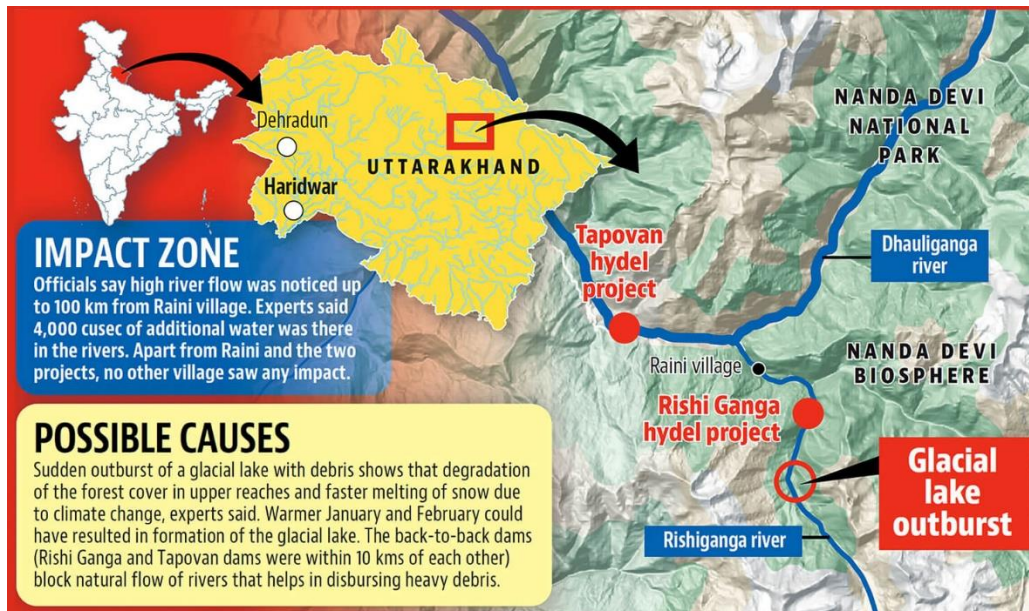 Dehradun
Haridwar
UTTARAKHAND
NANDA DEVI
NATIONAL
PARK
IMPACT ZONE
Officials say high river flow was noticed up
to 100 km from Raini village. Experts said
4,000 cusec of additional water was there
in the rivers. Apart from Raini and the two
projects, no other village saw any impact.
Tapovan
hydel
project
Dhauliganga
river
Raini village
NANDA DEVI
BIOSPHERE
Rishi Ganga
hydel project
Glacial
lake
outburst
Rishiganga river
POSSIBLE CAUSES
Sudden outburst of a glacial lake with debris shows that degradation
of the forest cover in upper reaches and faster melting of snow due
to climate change, experts said. Warmer January and February could
have resulted in formation of the glacial lake. The back-to-back dams
(Rishi Ganga and Tapovan dams were within 10 kms of each other)
block natural flow of rivers that helps in disbursing heavy debris.